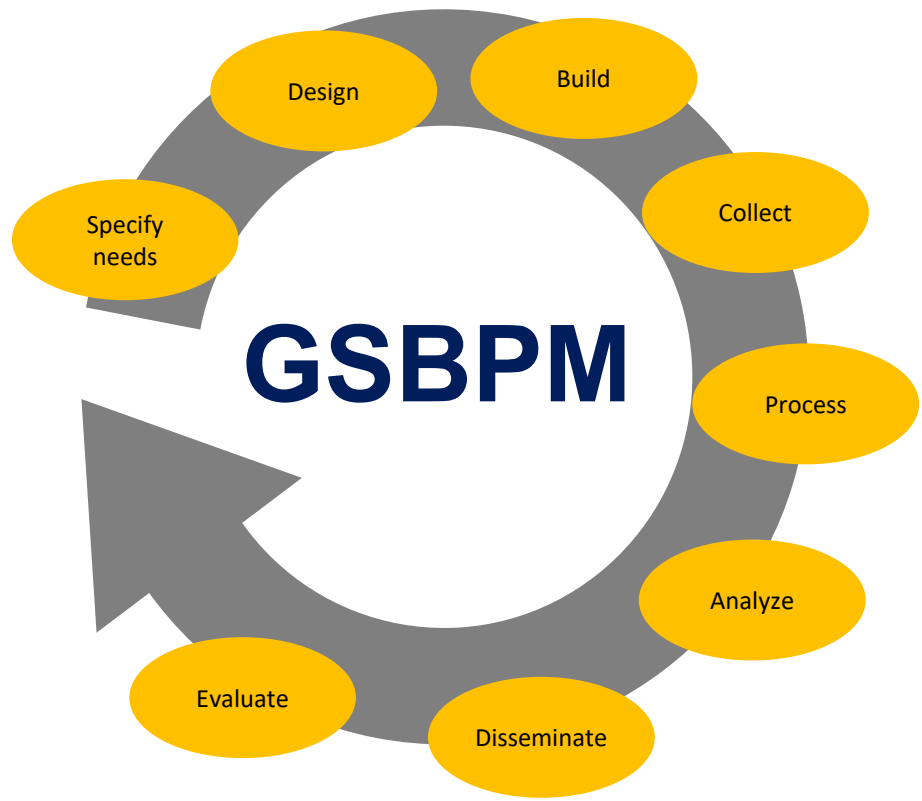 Design
Build
Specify
needs
Collect
GSBPM
Process
Analyze
Evaluate
Disseminate